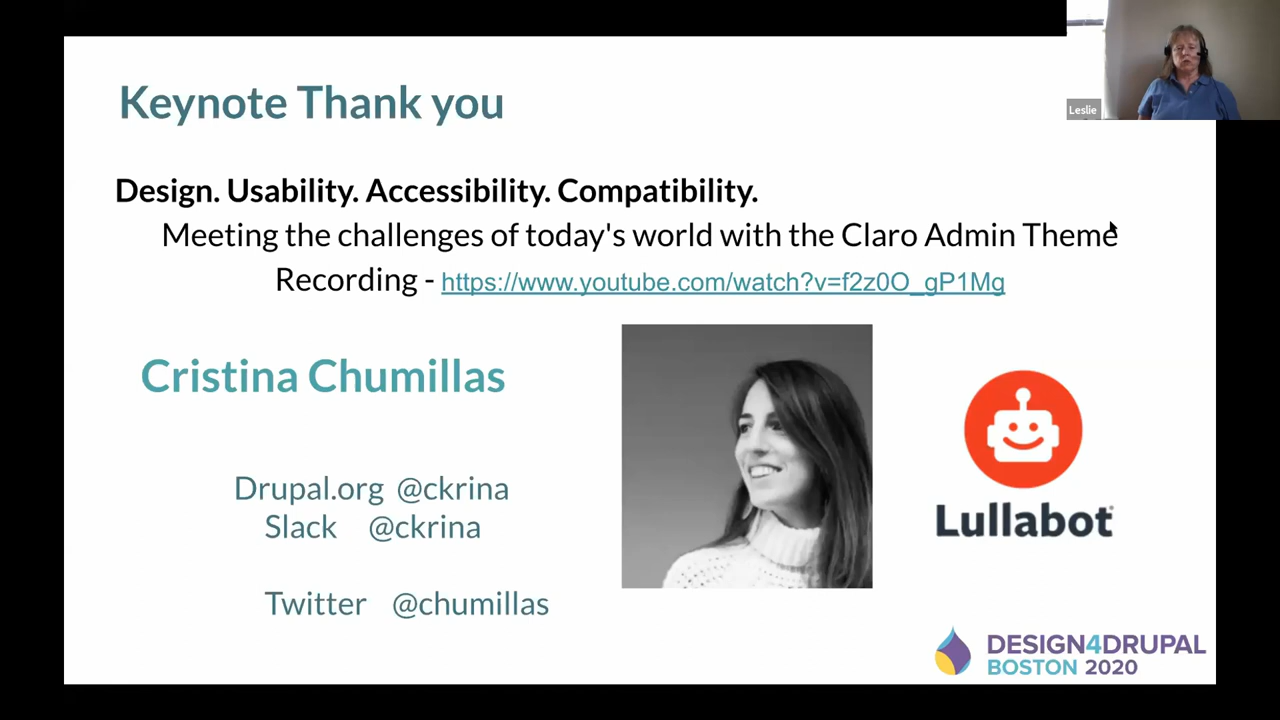 Keynote Thank you
Leslie
Design. Usability. Accessibility. Compatibility.
Meeting the challenges of today's world with the Claro Admin Theme
Recording - https://www.youtube.com/watch?v=f2z0O_gP1Mg
Cristina Chumillas
Drupal.org @ckrina
Slack @ckrina
Twitter @chumillas
Lullabot
DESIGN4DRUPAL
BOSTON 2020